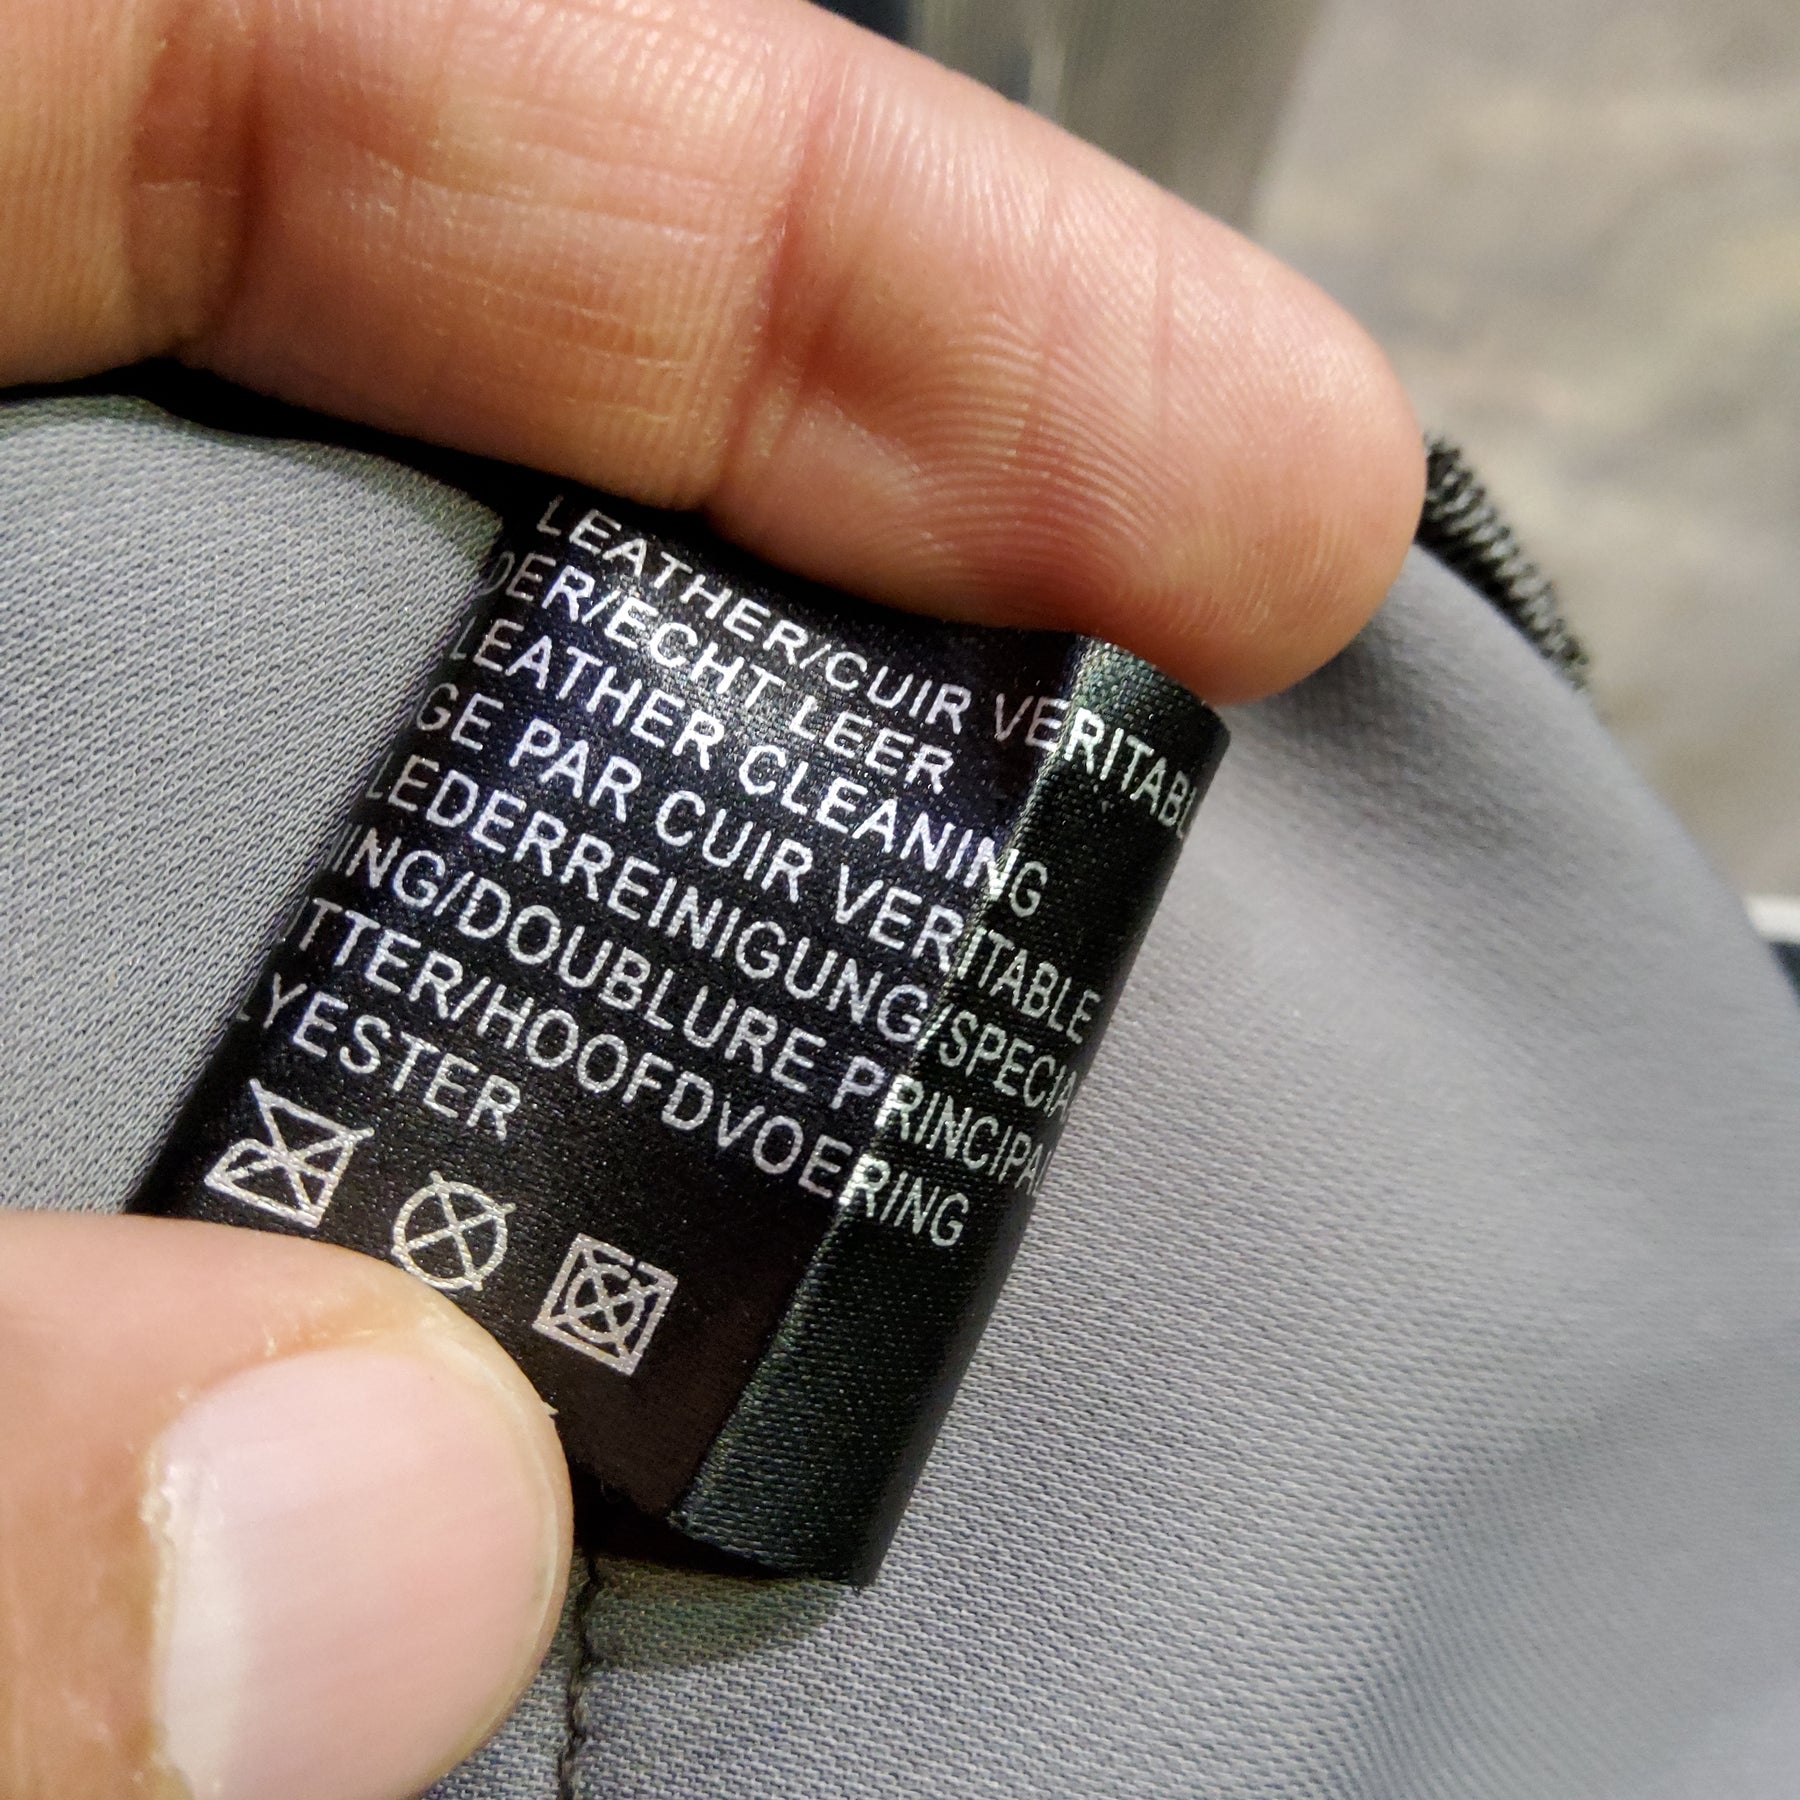 LEATHER/CUIR VERITABL
DER/ECHT LEER
LEATHER CLEANING
GE PAR CUIR VERITABLE
LEDERREINIGUNG/SPECIA
ING/DOUBLURE PRINCIPAL
TTER/HOOFDVOERING
LYESTER